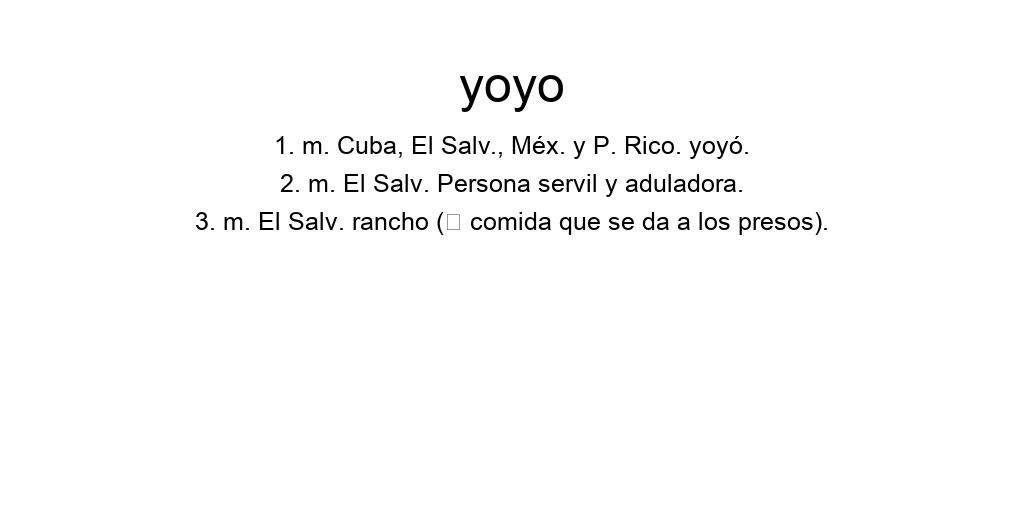 yoyo
1. m. Cuba, El Salv., Méx. y P. Rico. yoyó.
2. m. El Salv. Persona servil y aduladora.
3. m. El Salv. rancho (□ comida que se da a los presos).